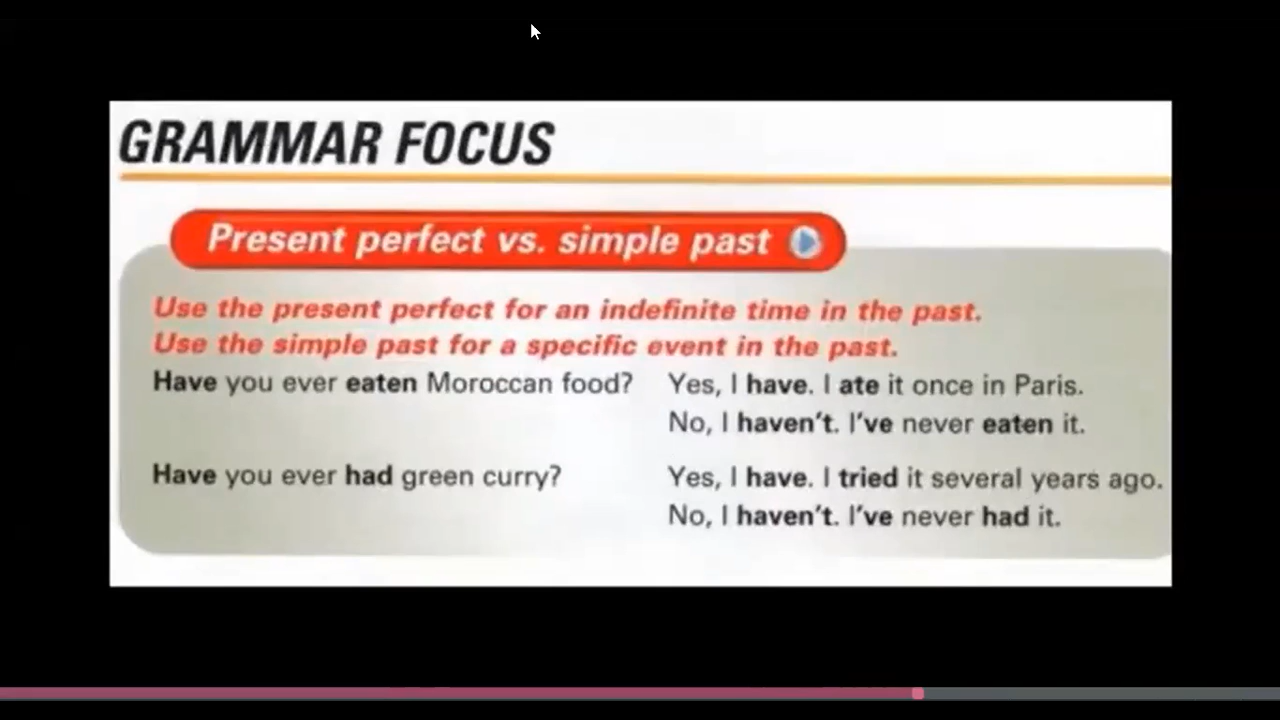 GRAMMAR FOCUS
Present perfect vs. simple past
Use the present perfect for an indefinite time in the past.
Use the simple past for a specific event in the past.
Have you ever eaten Moroccan food? Yes, I have. I ate it once in Paris.
No, I haven't. I've never eaten it.
Have you ever had green curry? Yes, I have. I tried it several years ago.
No, I haven't. I've never had it.